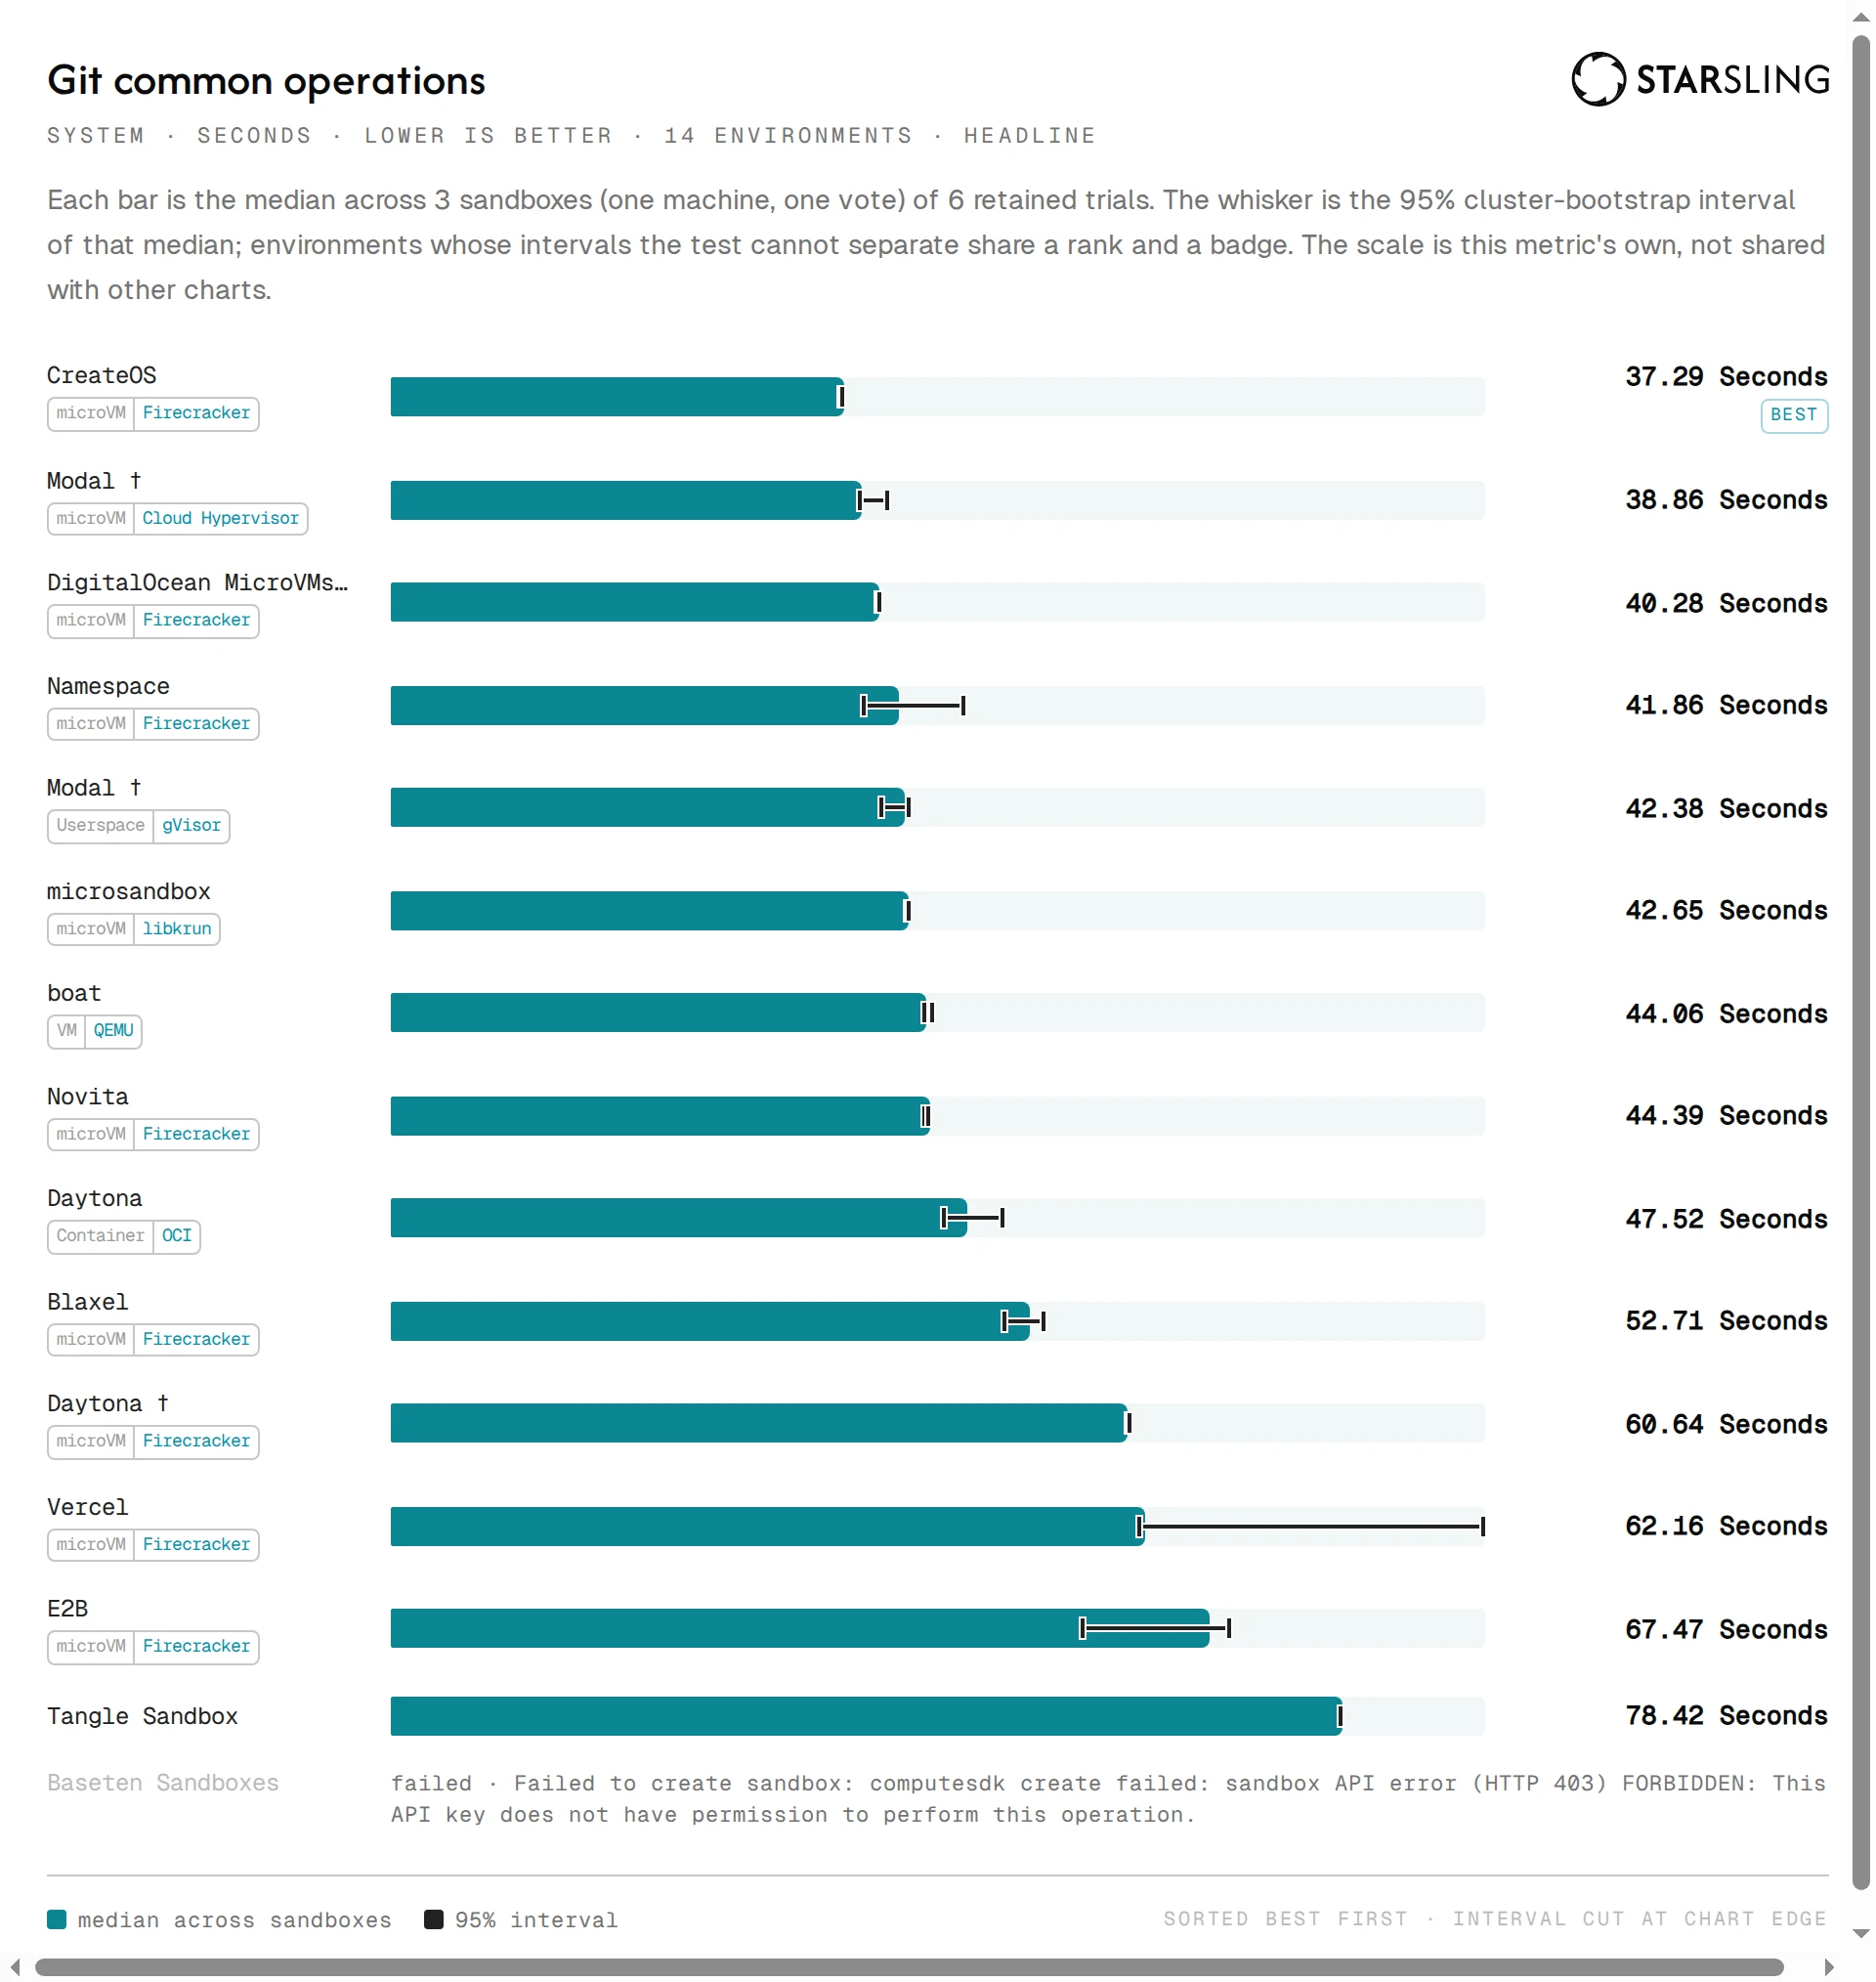 Git common operations
STARSLING
SYSTEM · SECONDS · LOWER IS BETTER · 14 ENVIRONMENTS · HEADLINE
Each bar is the median across 3 sandboxes (one machine, one vote) of 6 retained trials. The whisker is the 95% cluster-bootstrap interval
of that median; environments whose intervals the test cannot separate share a rank and a badge. The scale is this metric's own, not shared
with other charts.
CreateOS
microVM Firecracker
37.29 Seconds
BEST
Modal †
microVM Cloud Hypervisor
38.86 Seconds
DigitalOcean MicroVMs…
microVM Firecracker
40.28 Seconds
Namespace
microVM Firecracker
41.86 Seconds
Modal †
Userspace gVisor
42.38 Seconds
microsandbox
microVM libkrun
42.65 Seconds
boat
VM QEMU
44.06 Seconds
Novita
microVM Firecracker
44.39 Seconds
Daytona
Container OCI
47.52 Seconds
Blaxel
microVM Firecracker
52.71 Seconds
Daytona †
microVM Firecracker
60.64 Seconds
Vercel
microVM Firecracker
62.16 Seconds
E2B
microVM Firecracker
67.47 Seconds
Tangle Sandbox
78.42 Seconds
Baseten Sandboxes
failed · Failed to create sandbox: computesdk create failed: sandbox API error (HTTP 403) FORBIDDEN: This
API key does not have permission to perform this operation.
median across sandboxes
95% interval
SORTED BEST FIRST · INTERVAL CUT AT CHART EDGE